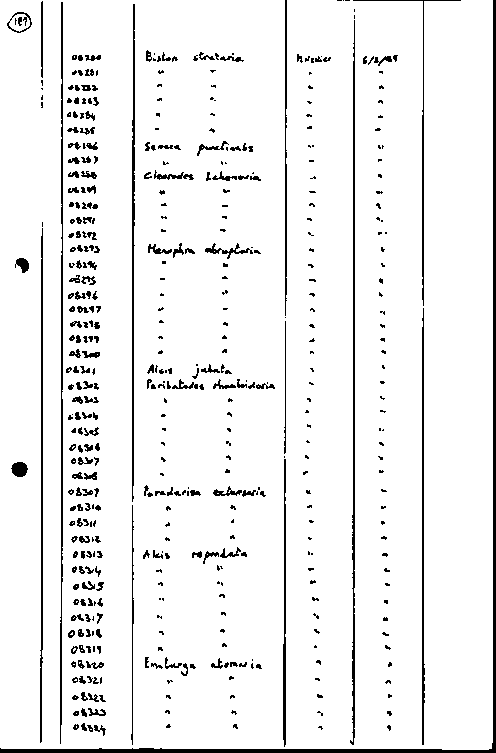 189
08280 Biston strataria 6/2/89
08281 " " " "
08282 " " " "
08283 " " " "
08284 " " " "
08285 " " " "
08286 Serraca punctinalis " "
08287 " " " "
08288 Cleorodes lichenaria " "
08289 " " " "
08290 " " " "
08291 " " " "
08292 " " " "
08293 Menophra abruptaria " "
08294 " " " "
08295 " " " "
08296 " " " "
08297 " " " "
08298 " " " "
08299 " " " "
08300 " " " "
08301 Alcis jubata " "
08302 Peribatodes rhomboidaria " "
08303 " " " "
08304 " " " "
08305 " " " "
08306 " " " "
08307 " " " "
08308 " " " "
08309 Paradarisa extersaria " "
08310 " " " "
08311 " " " "
08312 " " " "
08313 Alcis repandata " "
08314 " " " "
08315 " " " "
08316 " " " "
08317 " " " "
08318 " " " "
08319 " " " "
08320 Ematurga atomaria " "
08321 " " " "
08322 " " " "
08323 " " " "
08324 " " " "